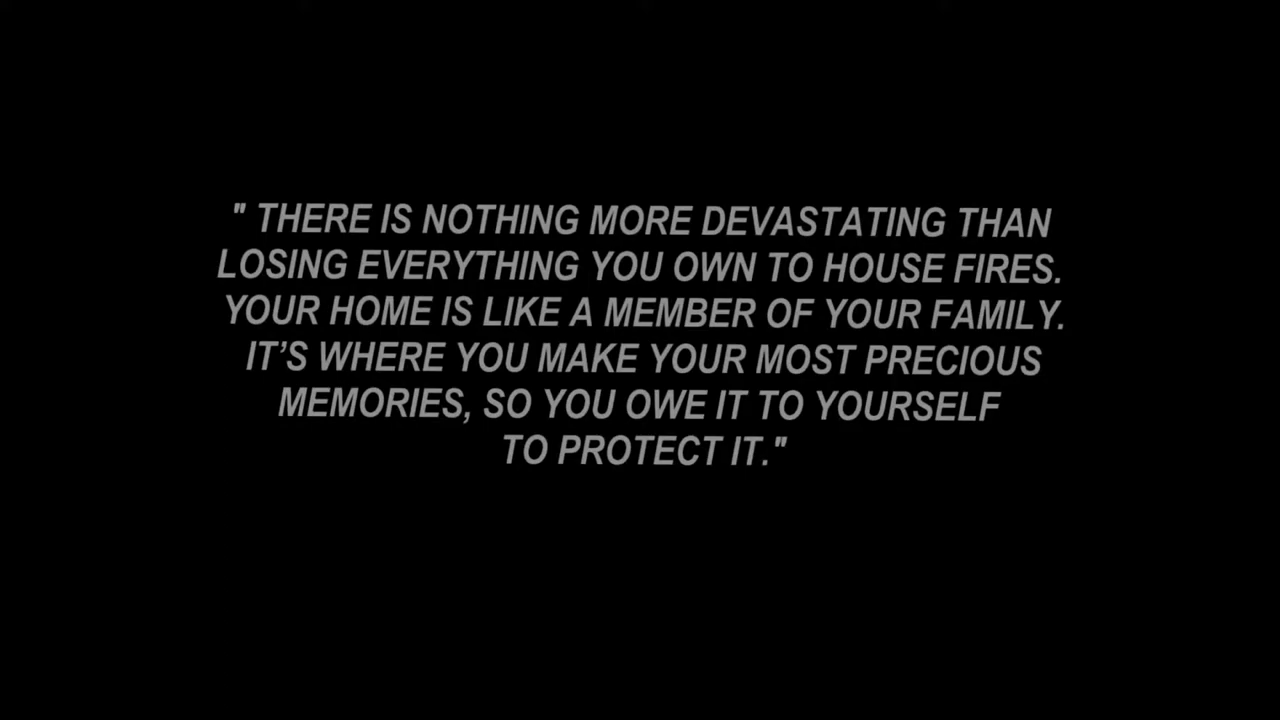 " THERE IS NOTHING MORE DEVASTATING THAN
LOSING EVERYTHING YOU OWN TO HOUSE FIRES.
YOUR HOME IS LIKE A MEMBER OF YOUR FAMILY.
IT’S WHERE YOU MAKE YOUR MOST PRECIOUS
MEMORIES, SO YOU OWE IT TO YOURSELF
TO PROTECT IT."